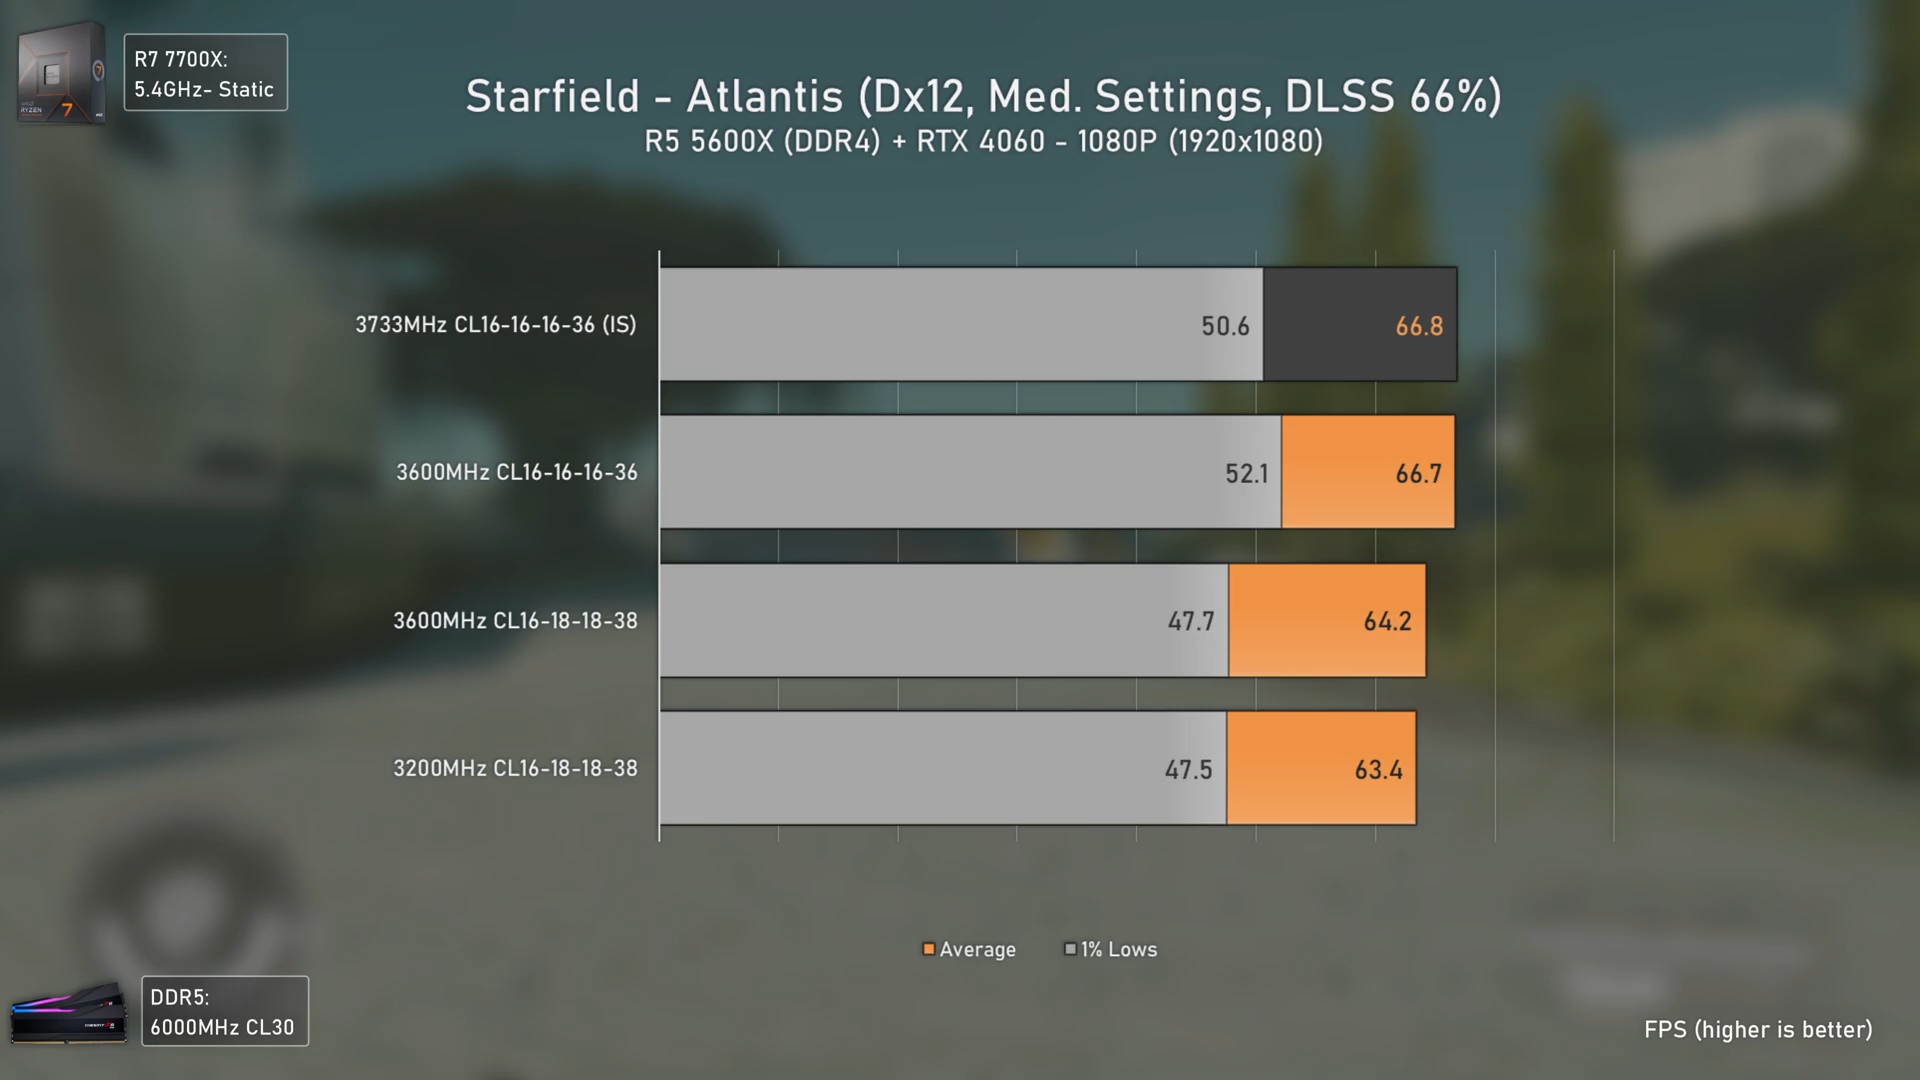 R7 7700X:
5.4GHz- Static
Starfield - Atlantis (Dx12, Med. Settings, DLSS 66%)
R5 5600X (DDR4) + RTX 4060 - 1080P (1920x1080)
3733MHz CL16-16-16-36 (IS)
50.6
66.8
3600MHz CL16-16-16-36
52.1
66.7
3600MHz CL16-18-18-38
47.7
64.2
3200MHz CL16-18-18-38
47.5
63.4
Average
1% Lows
DDR5:
6000MHz CL30
FPS (higher is better)
RYZEN
7